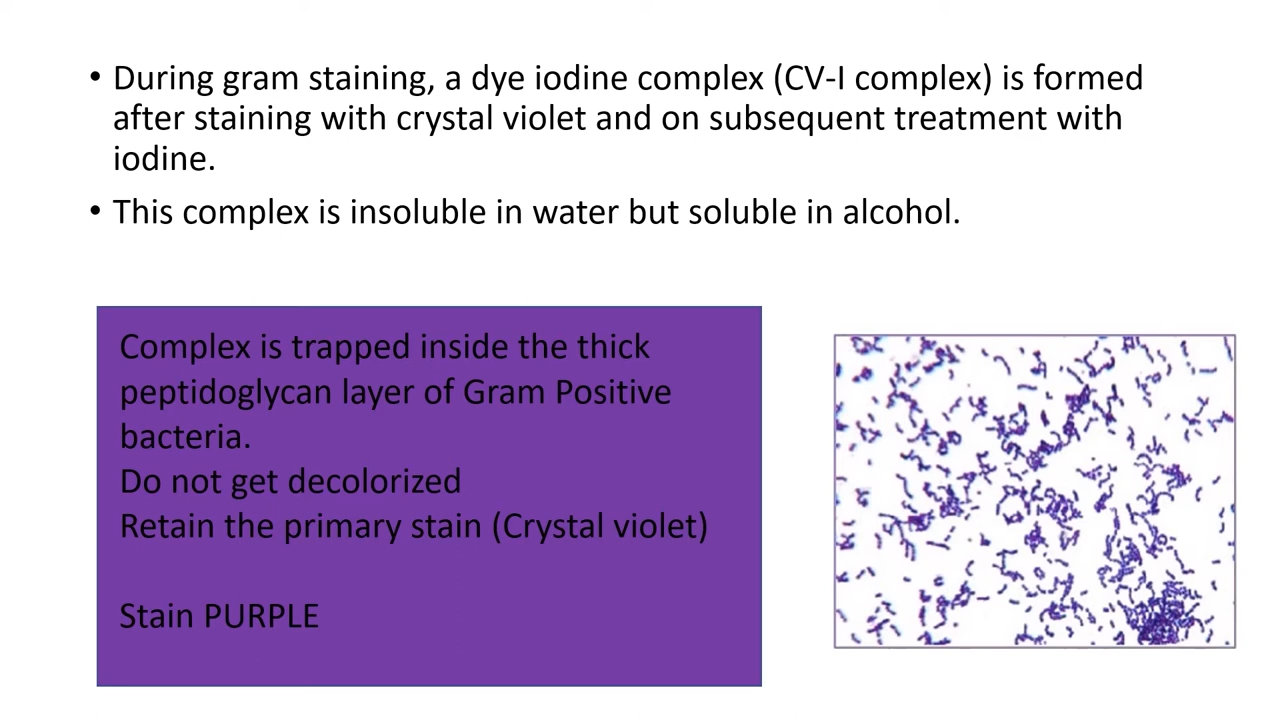 • During gram staining, a dye iodine complex (CV-I complex) is formed
after staining with crystal violet and on subsequent treatment with
iodine.
• This complex is insoluble in water but soluble in alcohol.
Complex is trapped inside the thick
peptidoglycan layer of Gram Positive
bacteria.
Do not get decolorized
Retain the primary stain (Crystal violet)
Stain PURPLE